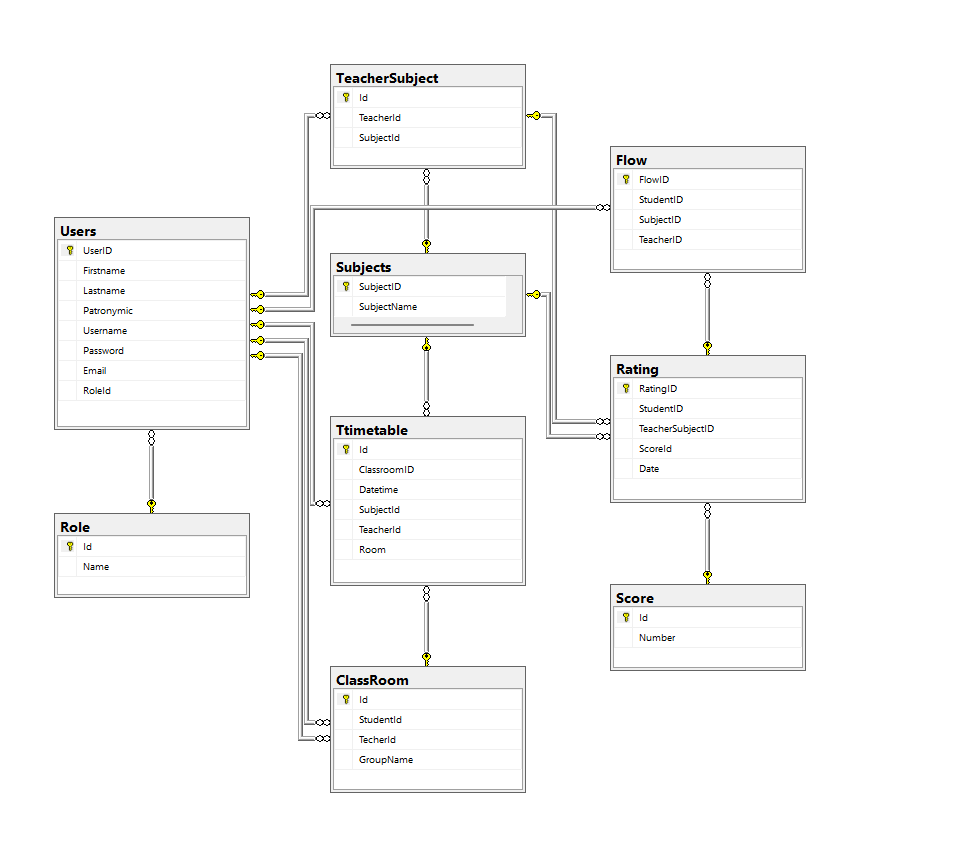 TeacherSubject
Id
TeacherId
SubjectId
Flow
FlowID
StudentID
SubjectID
TeacherID
Users
UserID
Firstname
Lastname
Patronymic
Username
Password
Email
RoleId
Subjects
SubjectID
SubjectName
Rating
RatingID
StudentID
TeacherSubjectID
ScoreId
Date
Ttimetable
Id
ClassroomID
Datetime
SubjectId
TeacherId
Room
Role
Id
Name
Score
Id
Number
ClassRoom
Id
StudentId
TecherId
GroupName